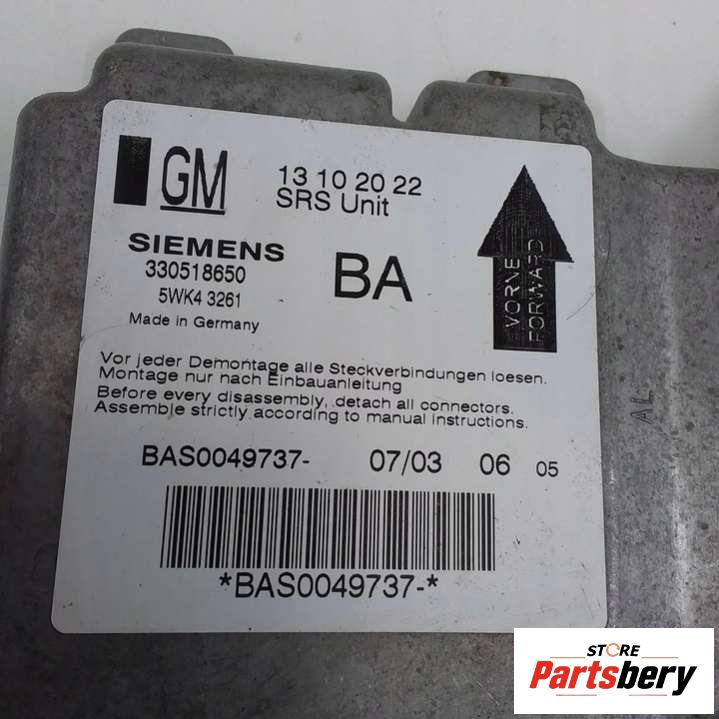 GM
13 10 20 22
SRS Unit
SIEMENS
330518650
5WK4 3261
Made in Germany
BA
VORNE
FORWARD
Vor jeder Demontage alle Steckverbindungen loesen.
Montage nur nach Einbauanleitung
Before every disassembly, detach all connectors.
Assemble strictly according to manual instructions.
BAS0049737- 07/03 06 05
*BAS0049737-*
AL
STORE
Partsbery